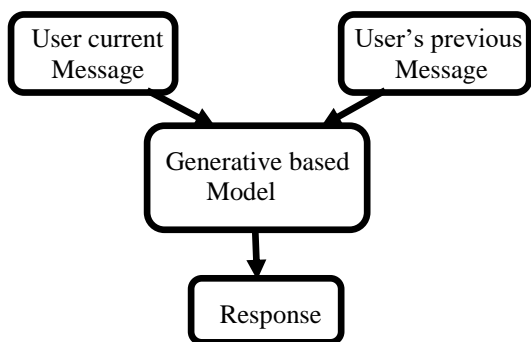 User current
Message
User's previous
Message
Generative based
Model
Response